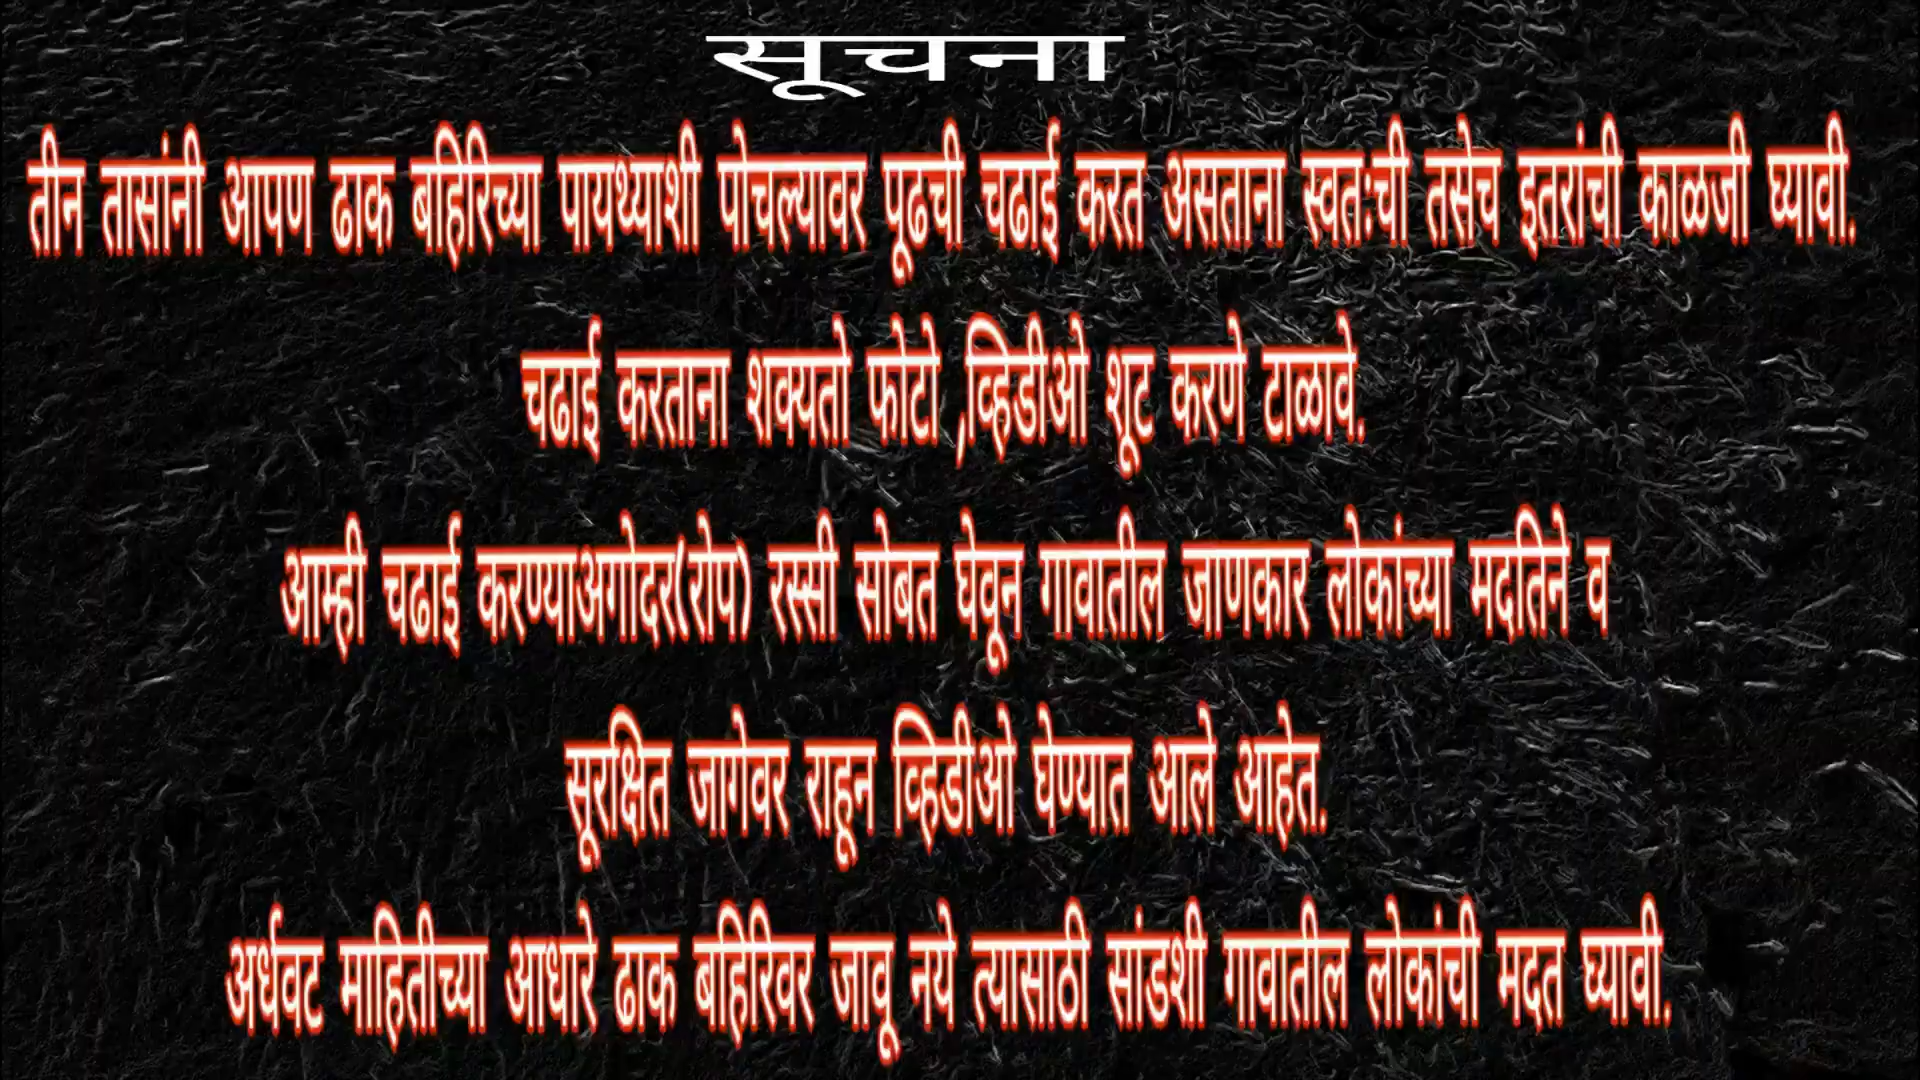 सूचना
तीन तासांनी आपण ढाक बहिरिच्या पायथ्याशी पोचल्यावर पूढची चढाई करत असताना स्वतःची तसेच इतरांची काळजी घ्यावी.
चढाई करताना शक्यतो फोटो ,व्हिडीओ शूट करणे टाळावे.
आम्ही चढाई करण्याअगोदर(रोप) रस्सी सोबत घेवून गावातील जाणकार लोकांच्या मदतिने व
सुरक्षित जागेवर राहून व्हिडीओ घेण्यात आले आहेत.
अर्धवट माहितीच्या आधारे ढाक बहिरिवर जावू नये त्यासाठी सांडशी गावातील लोकांची मदत घ्यावी.